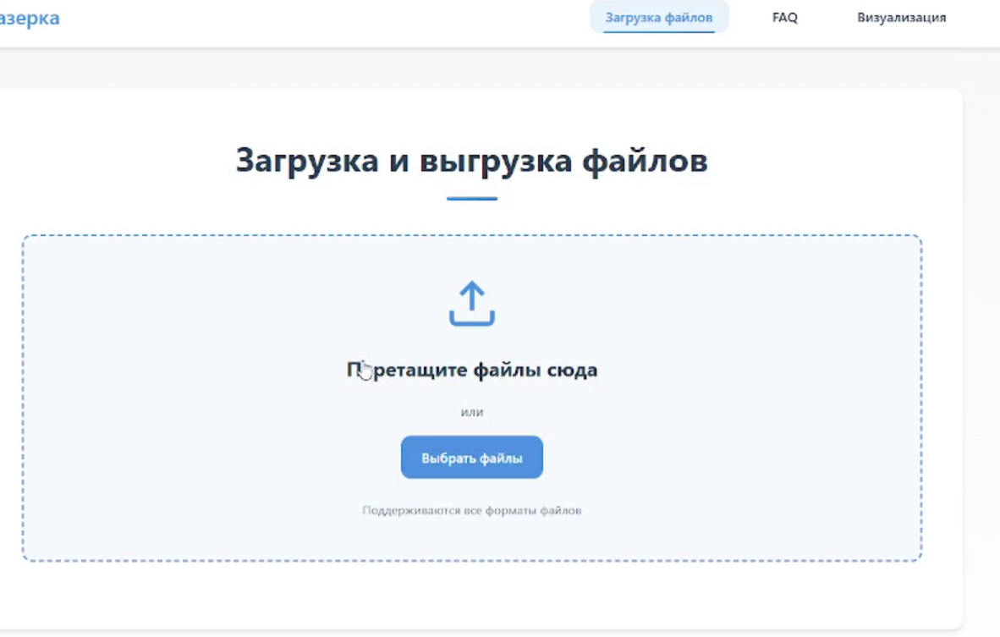 азерка
Загрузка файлов
FAQ
Визуализация
Загрузка и выгрузка файлов
Перетащите файлы сюда
или
Выбрать файлы
Поддерживаются все форматы файлов